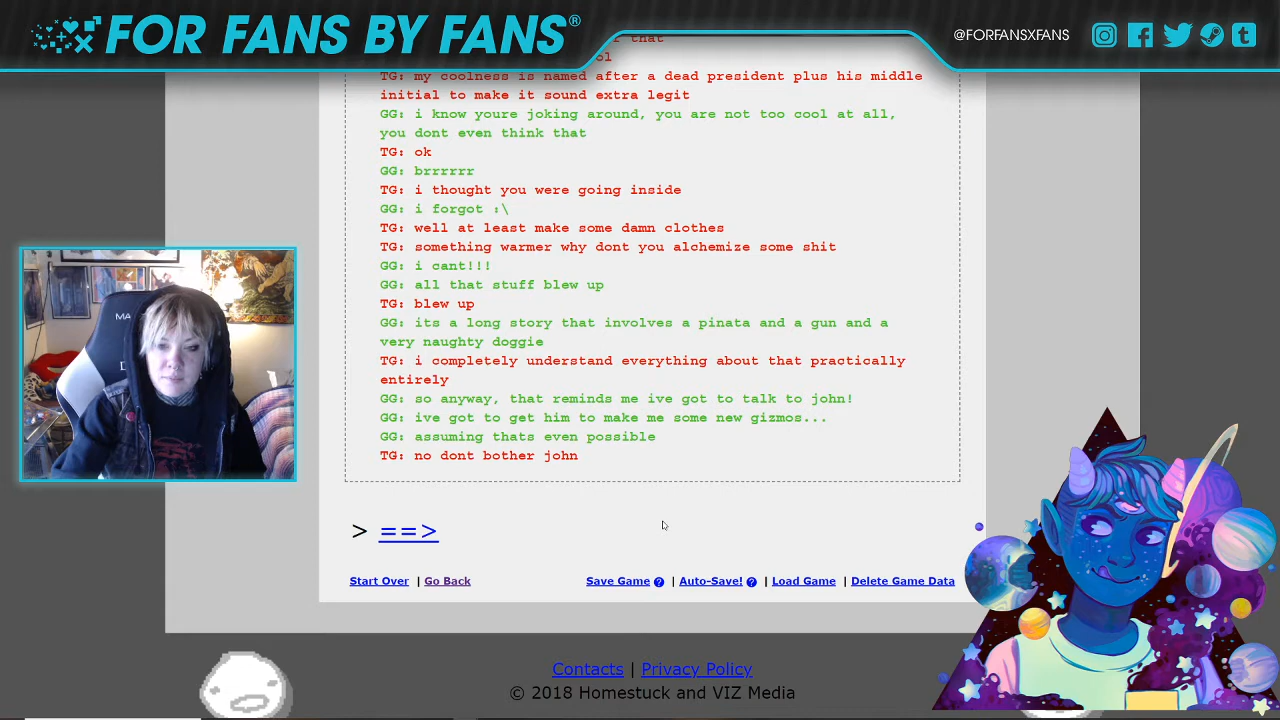 FOR FANS BY FANS®
@FORFANSXFANS
that
TG: my coolness is named after a dead president plus his middle
initial to make it sound extra legit
GG: i know youre joking around, you are not too cool at all,
you dont even think that
TG: ok
GG: brrrrrr
TG: i thought you were going inside
GG: i forgot :\
TG: well at least make some damn clothes
TG: something warmer why dont you alchemize some shit
GG: i cant!!!
GG: all that stuff blew up
TG: blew up
GG: its a long story that involves a pinata and a gun and a
very naughty doggie
TG: i completely understand everything about that practically
entirely
GG: so anyway, that reminds me ive got to talk to john!
GG: ive got to get him to make me some new gizmos...
GG: assuming thats even possible
TG: no dont bother john
> ==>
Start Over | Go Back
Save Game ? | Auto-Save! ? | Load Game | Delete Game Data
Contacts | Privacy Policy
© 2018 Homestuck and VIZ Media